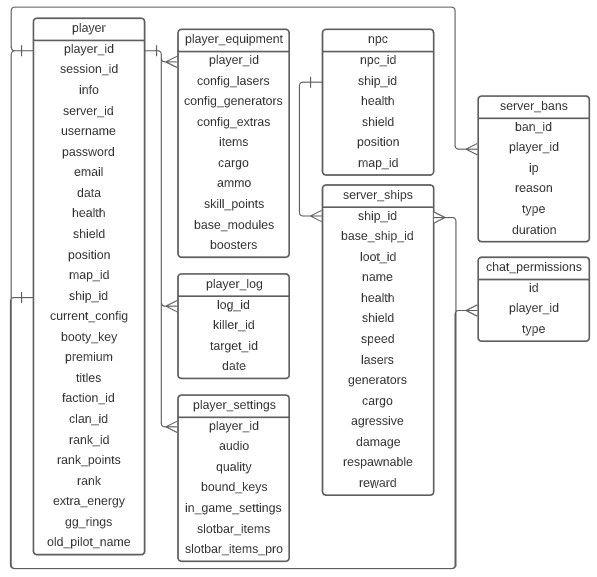 player
player_id
session_id
info
server_id
username
password
email
data
health
shield
position
map_id
ship_id
current_config
booty_key
premium
titles
faction_id
clan_id
rank_id
rank_points
rank
extra_energy
gg_rings
old_pilot_name
player_equipment
player_id
config_lasers
config_generators
config_extras
items
cargo
ammo
skill_points
base_modules
boosters
player_log
log_id
killer_id
target_id
date
player_settings
player_id
audio
quality
bound_keys
in_game_settings
slotbar_items
slotbar_items_pro
npc
npc_id
ship_id
health
shield
position
map_id
server_ships
ship_id
base_ship_id
loot_id
name
health
shield
speed
lasers
generators
cargo
agressive
damage
respawnable
reward
server_bans
ban_id
player_id
ip
reason
type
duration
chat_permissions
id
player_id
type